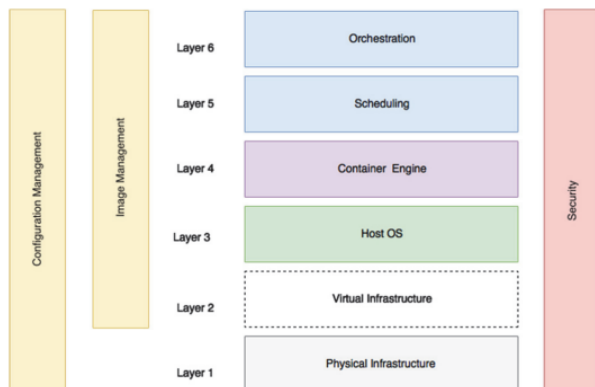 Configuration Management
Image Management
Layer 6
Orchestration
Layer 5
Scheduling
Layer 4
Container Engine
Layer 3
Host OS
Layer 2
Virtual Infrastructure
Layer 1
Physical Infrastructure
Security